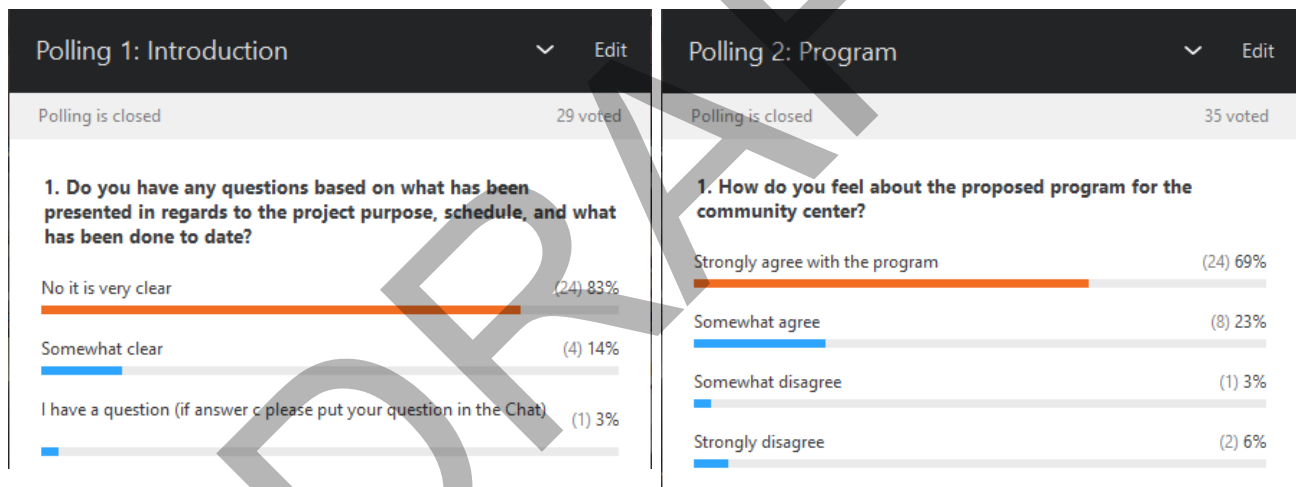 Polling 1: Introduction
Edit
Polling is closed
29 voted
1. Do you have any questions based on what has been
presented in regards to the project purpose, schedule, and what
has been done to date?
No it is very clear
(24) 83%
Somewhat clear
(4) 14%
I have a question (if answer c please put your question in the Chat)
(1) 3%
Polling 2: Program
Edit
Polling is closed
35 voted
1. How do you feel about the proposed program for the
community center?
Strongly agree with the program
(24) 69%
Somewhat agree
(8) 23%
Somewhat disagree
(1) 3%
Strongly disagree
(2) 6%
DRAF